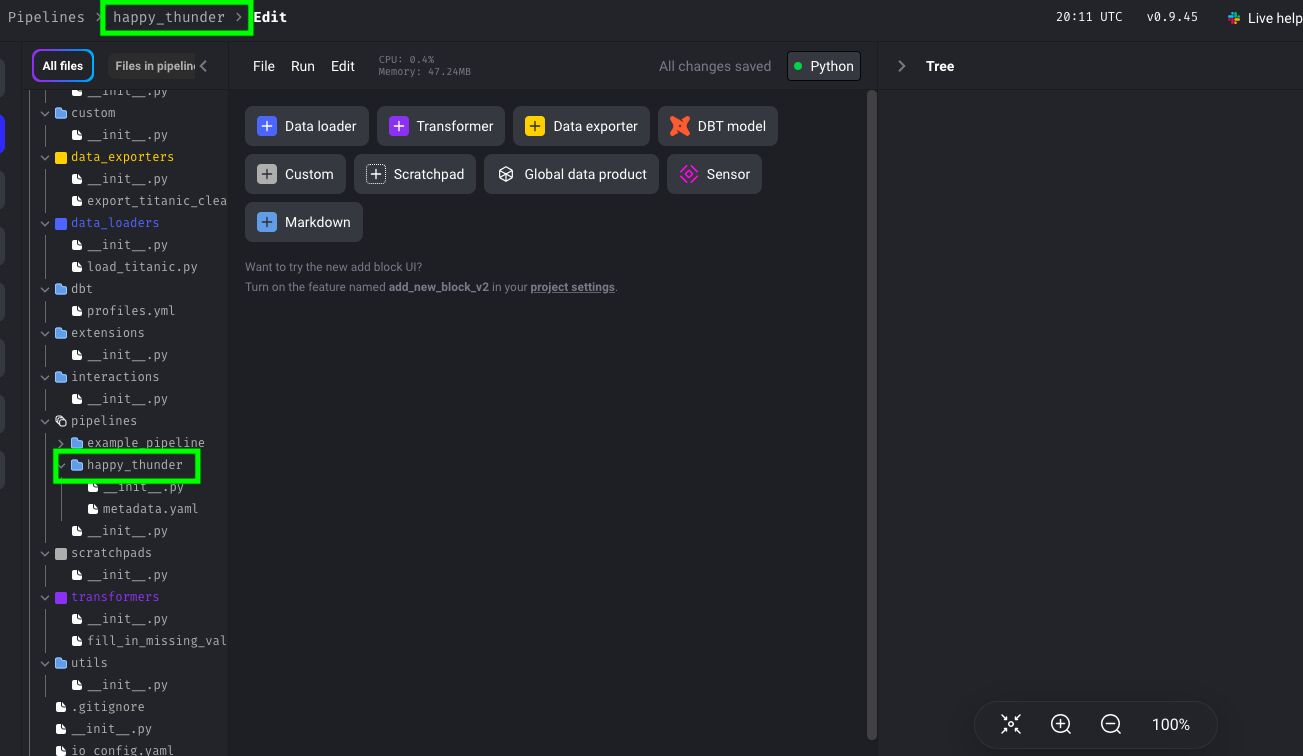 Pipelines > happy_thunder > Edit
20:11 UTC
v0.9.45
Live help
All files
Files in pipelin
File
Run
Edit
CPU: 0.4%
Memory: 47.24MB
All changes saved
Python
Tree
__init__.py
custom
__init__.py
data_exporters
__init__.py
export_titanic_clea
data_loaders
__init__.py
load_titanic.py
dbt
profiles.yml
extensions
__init__.py
interactions
__init__.py
pipelines
example_pipeline
happy_thunder
__init__.py
metadata.yaml
__init__.py
scratchpads
__init__.py
transformers
__init__.py
fill_in_missing_val
utils
__init__.py
.gitignore
__init__.py
io_config.yaml
Data loader
Transformer
Data exporter
DBT model
Custom
Scratchpad
Global data product
Sensor
Markdown
Want to try the new add block UI?
Turn on the feature named add_new_block_v2 in your project settings.
100%